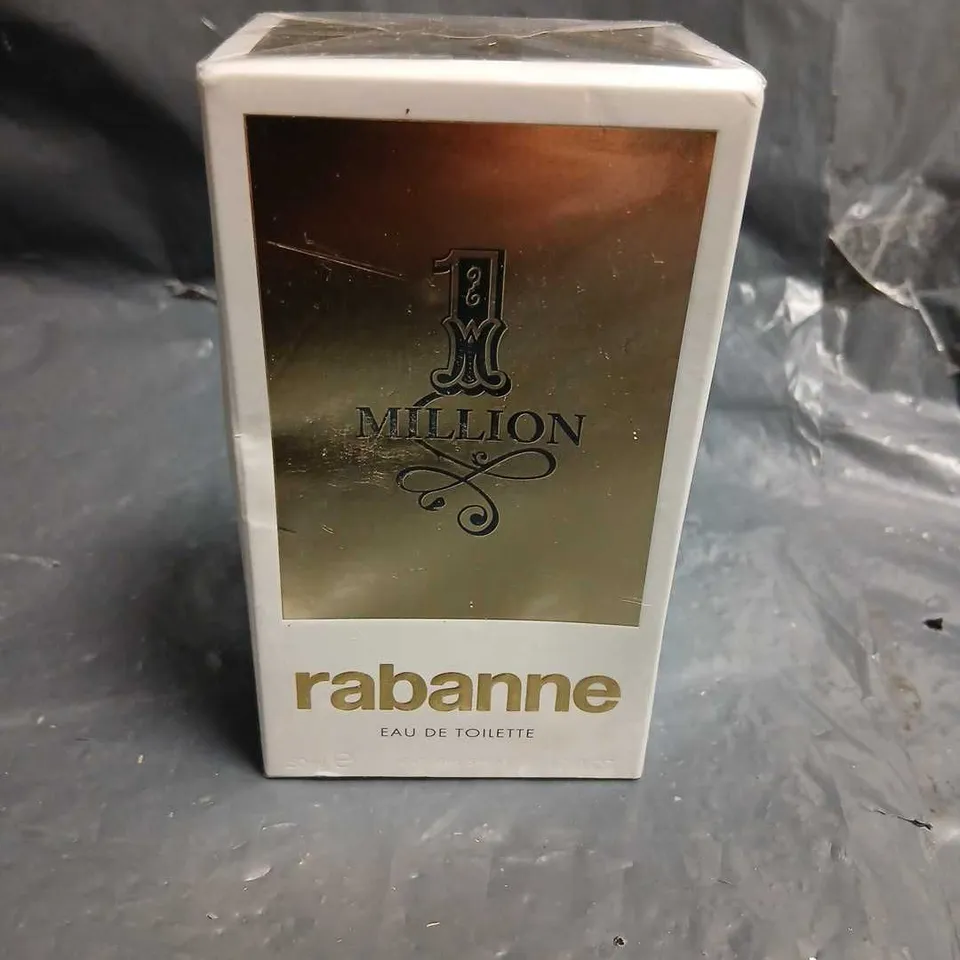 1
MILLION
rabanne
EAU DE TOILETTE